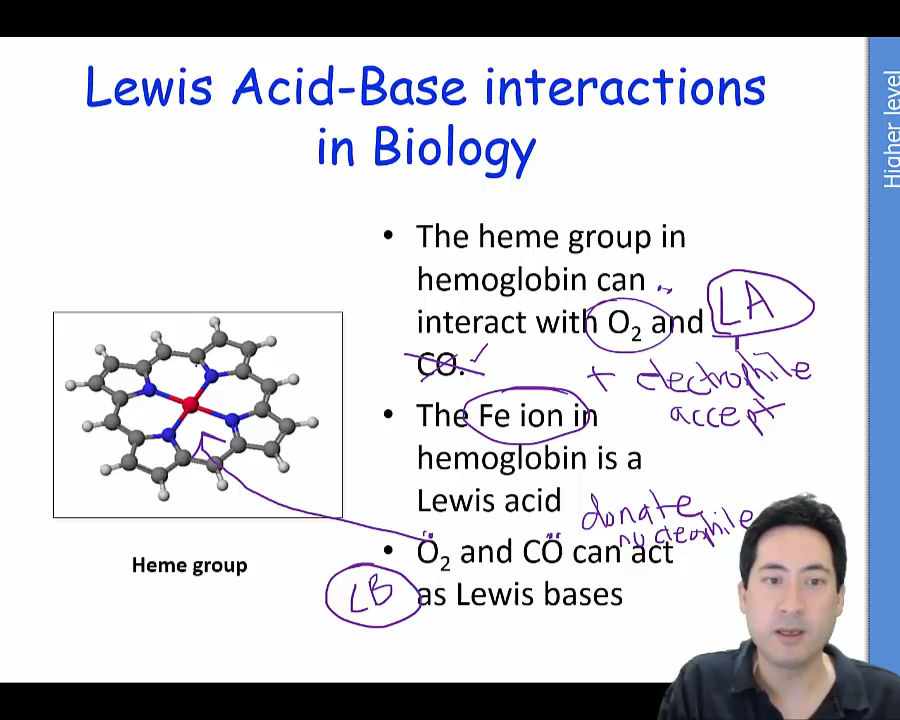 Lewis Acid-Base interactions
in Biology
Higher level
• The heme group in
hemoglobin can
interact with O₂ and
CO.
LA
+ electrophile
accept
• The Fe ion in
hemoglobin is a
Lewis acid
donate
nucleophile
• O₂ and CO can act
as Lewis bases
LB
Heme group